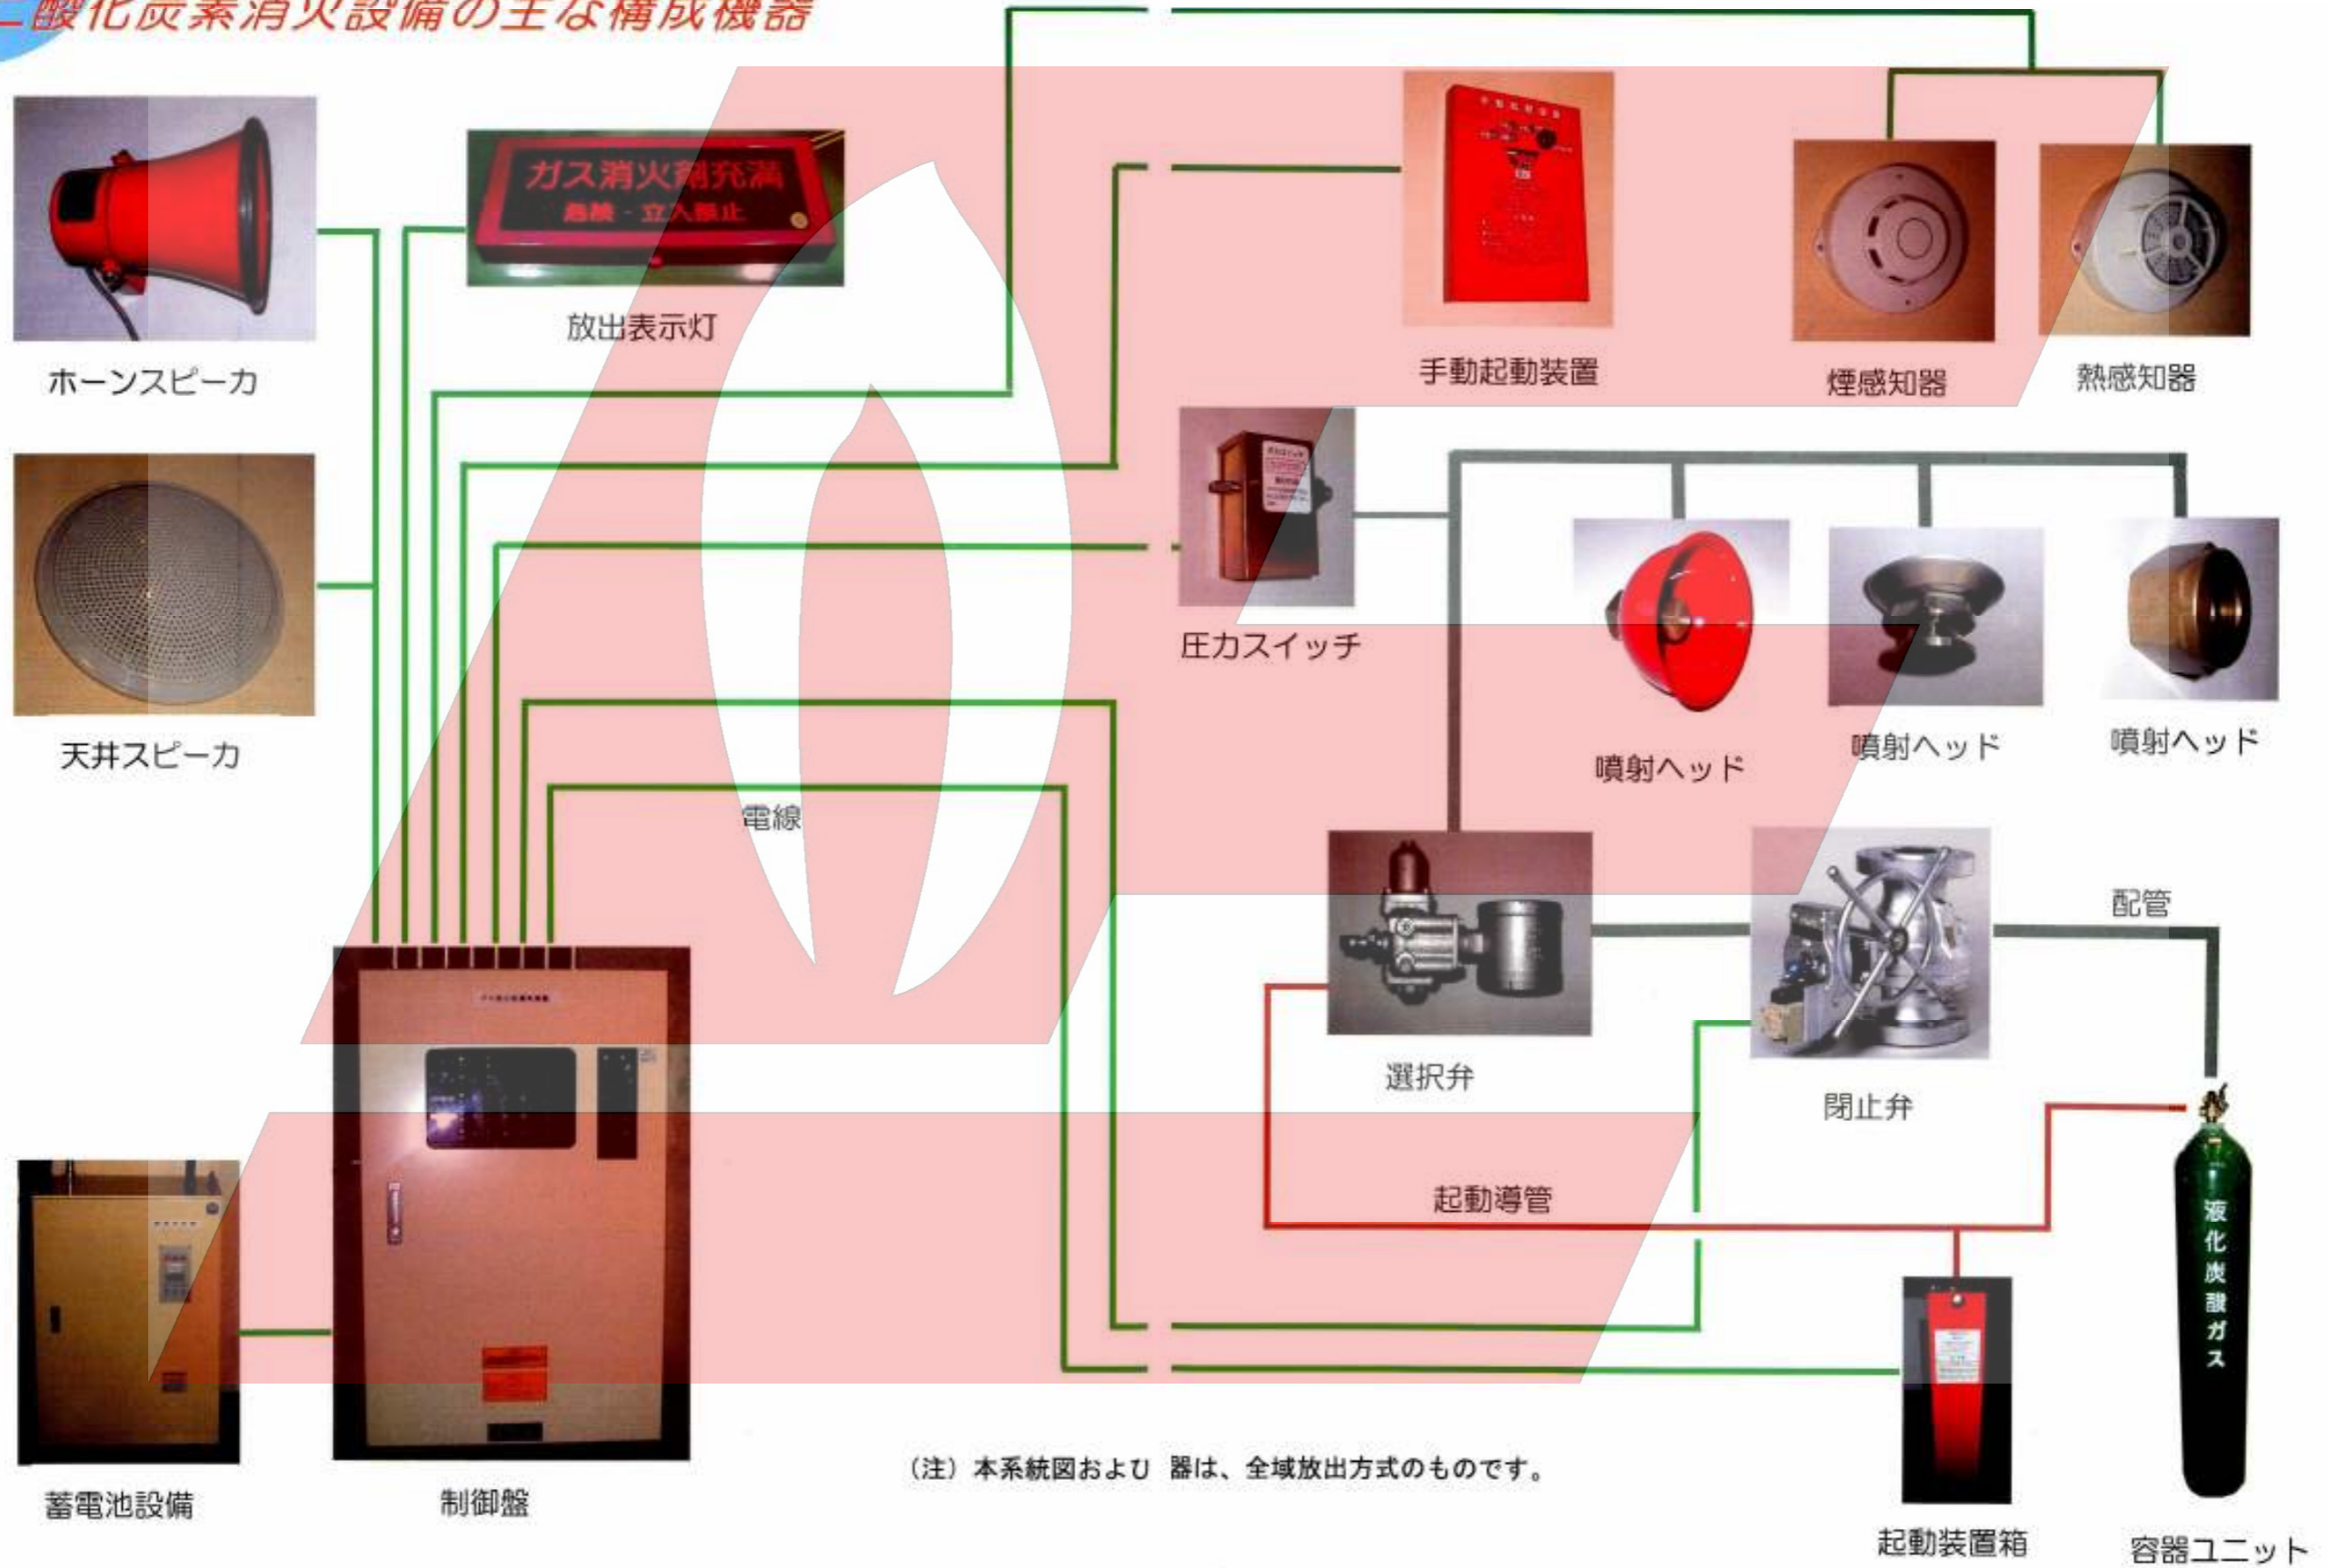 二酸化炭素消火設備の主な構成機器
ガス消火剤充満
危険・立入禁止
放出表示灯
ホーンスピーカ
手動起動装置
煙感知器
熱感知器
天井スピーカ
圧力スイッチ
噴射ヘッド
噴射ヘッド
噴射ヘッド
電線
配管
選択弁
閉止弁
起動導管
液化炭酸ガス
(注)本系統図および 器は、全域放出方式のものです。
蓄電池設備
制御盤
起動装置箱
容器ユニット